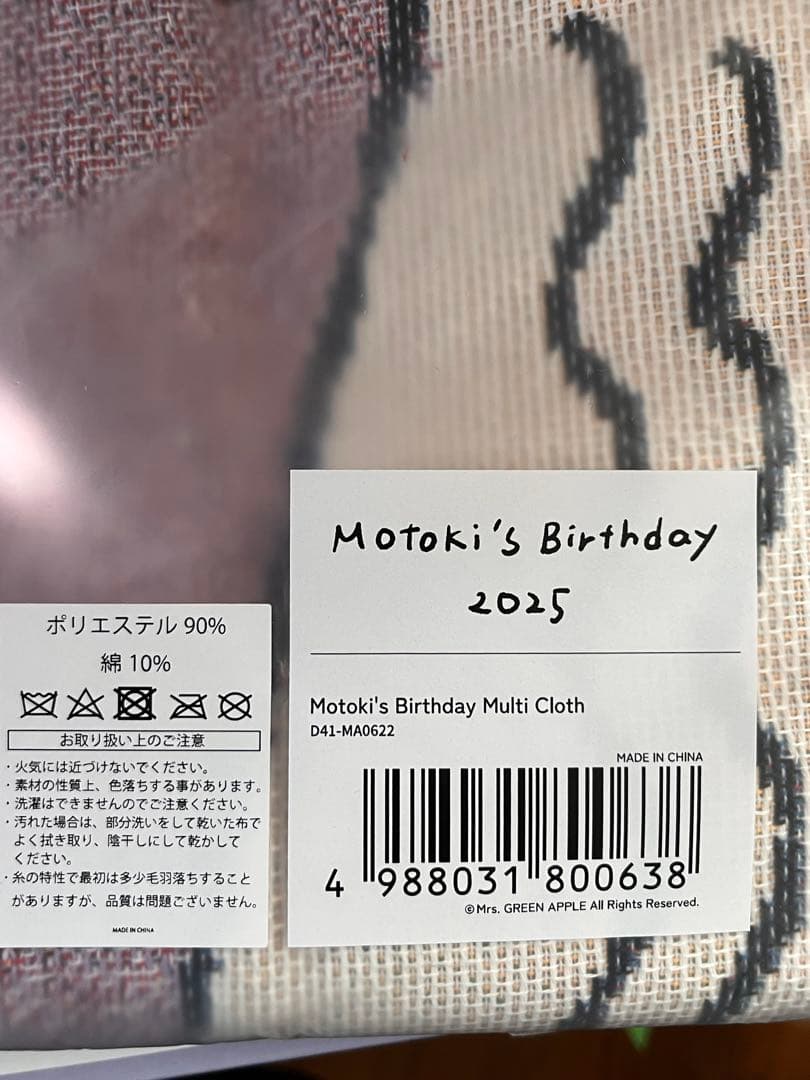 Motoki's Birthday
2025
Motoki's Birthday Multi Cloth
D41-MA0622
MADE IN CHINA
4 988031 800638
©Mrs. GREEN APPLE All Rights Reserved.
ポリエステル 90%
綿 10%
お取り扱い上のご注意
・火気には近づけないでください。
・素材の性質上、色落ちする事があります。
・洗濯はできませんのでご注意ください。
・汚れた場合は、部分洗いをして乾いた布で
よく拭き取り、陰干しにして乾かして
ください。
・糸の特性で最初は多少毛羽落ちすること
がありますが、品質は問題ございません。
MADE IN CHINA